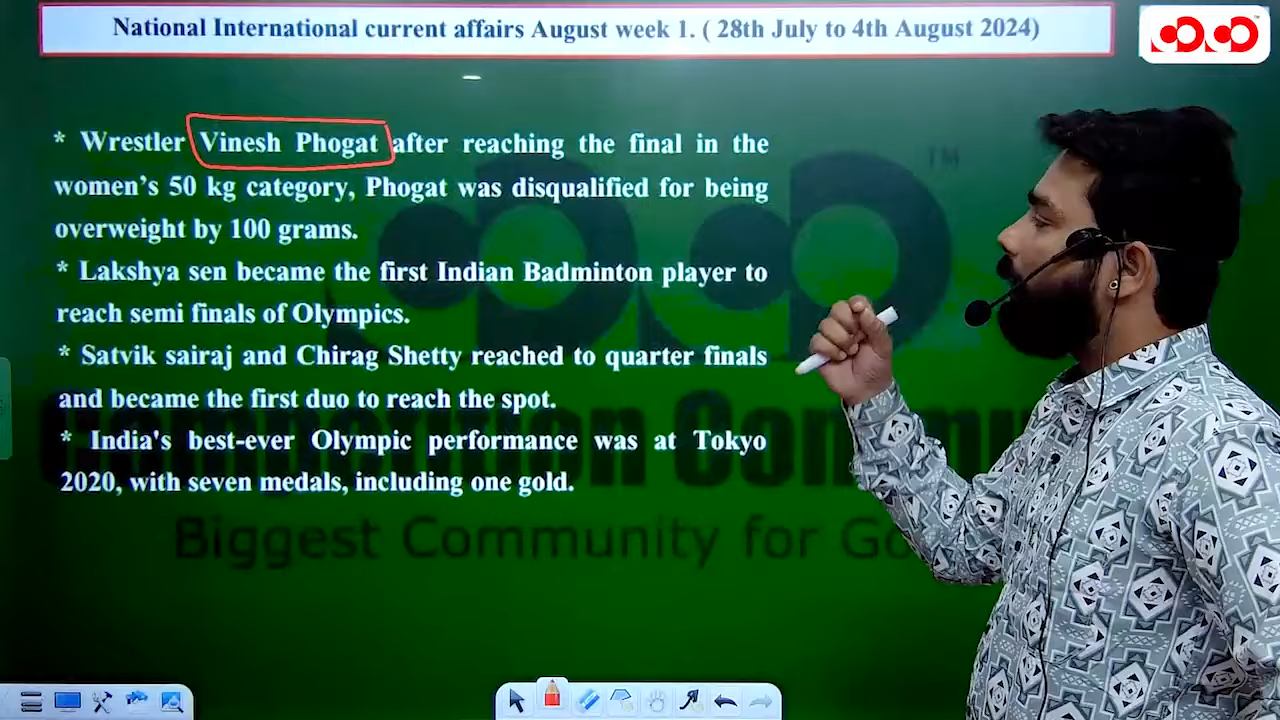 National International current affairs August week 1. ( 28th July to 4th August 2024)
* Wrestler Vinesh Phogat after reaching the final in the
women’s 50 kg category, Phogat was disqualified for being
overweight by 100 grams.
* Lakshya sen became the first Indian Badminton player to
reach semi finals of Olympics.
* Satvik sairaj and Chirag Shetty reached to quarter finals
and became the first duo to reach the spot.
* India's best-ever Olympic performance was at Tokyo
2020, with seven medals, including one gold.
Biggest Community for
TM